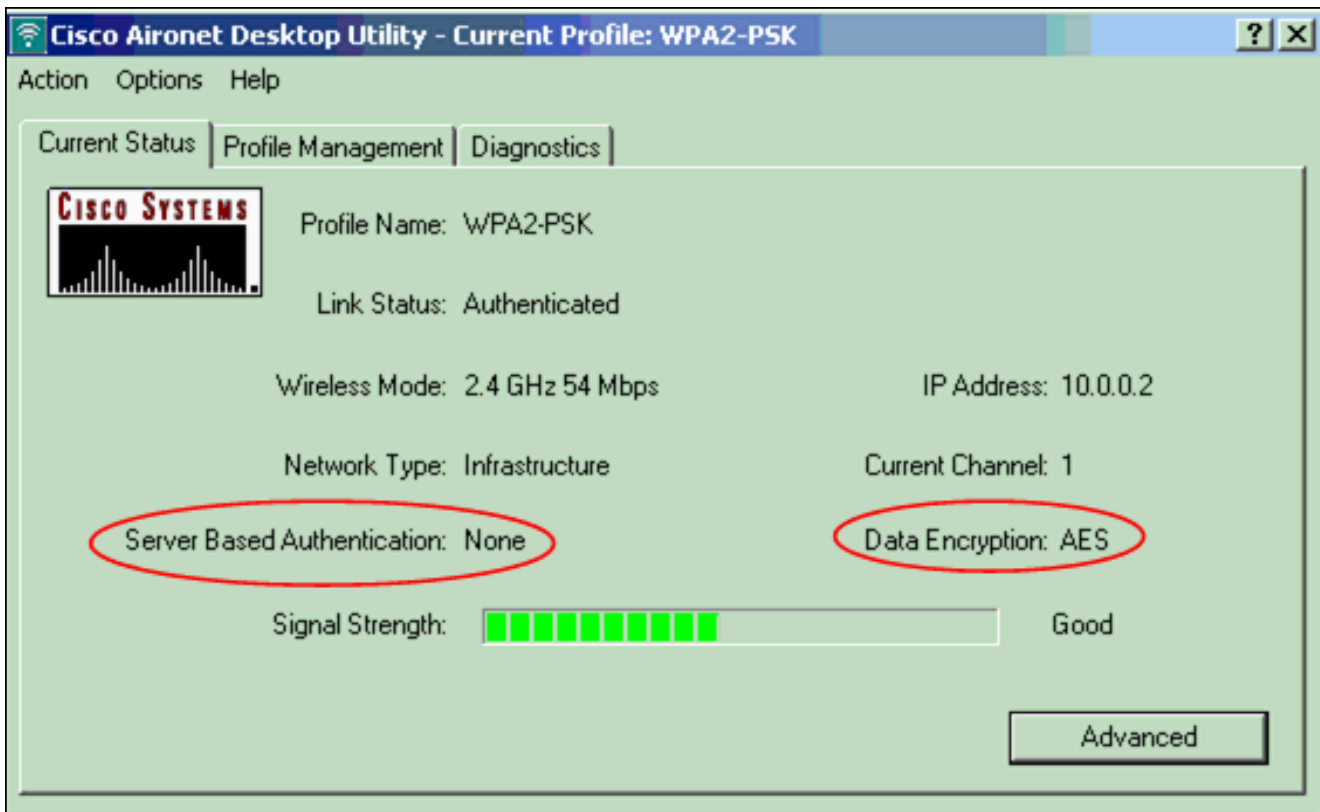 Cisco Aironet Desktop Utility - Current Profile: WPA2-PSK
Action Options Help
Current Status Profile Management Diagnostics
CISCO SYSTEMS
Profile Name: WPA2-PSK
Link Status: Authenticated
Wireless Mode: 2.4 GHz 54 Mbps IP Address: 10.0.0.2
Network Type: Infrastructure Current Channel: 1
Server Based Authentication: None Data Encryption: AES
Signal Strength: Good
Advanced